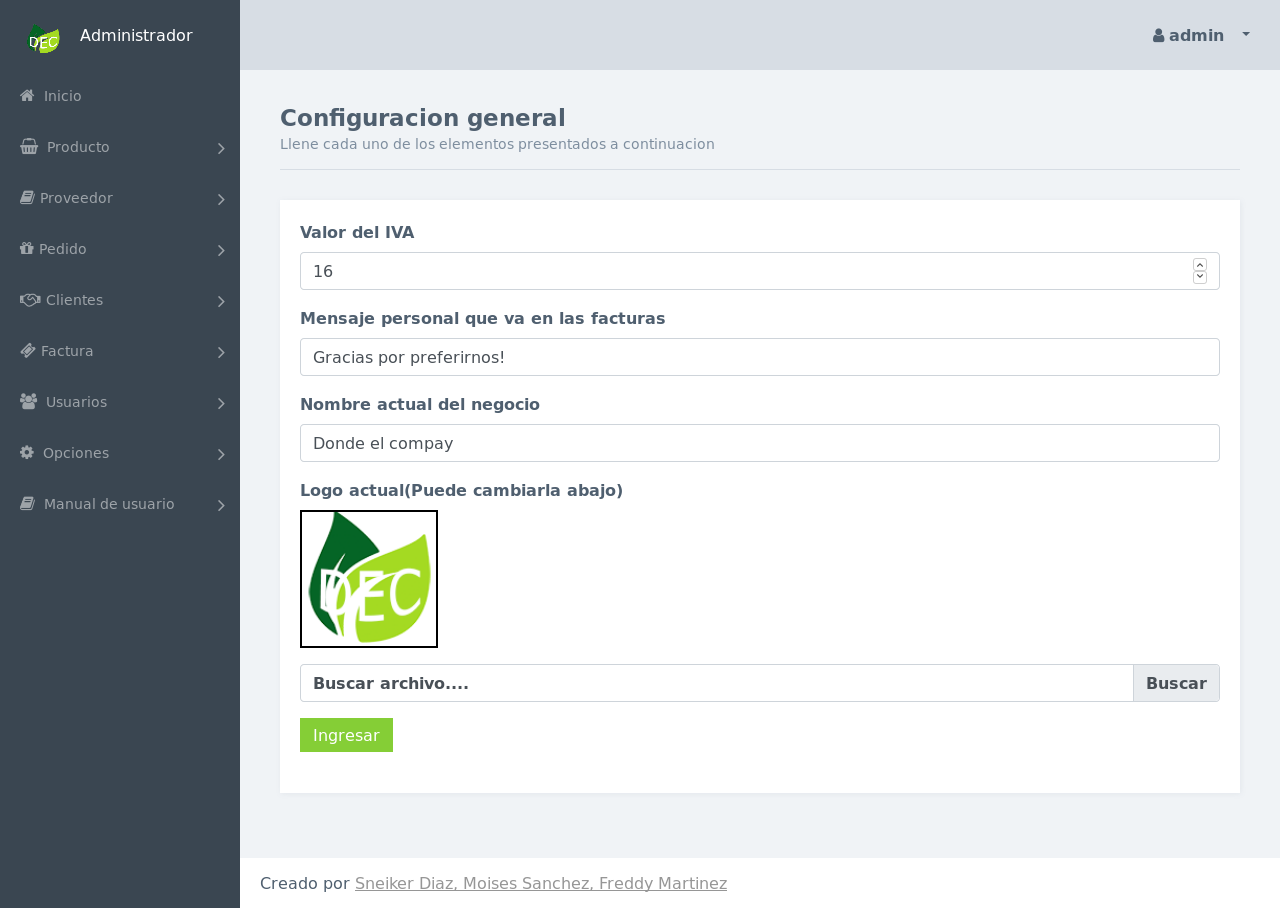 DEC Administrador
admin
Inicio
Producto
Proveedor
Pedido
Clientes
Factura
Usuarios
Opciones
Manual de usuario
Configuracion general
Llene cada uno de los elementos presentados a continuacion
Valor del IVA
16
Mensaje personal que va en las facturas
Gracias por preferirnos!
Nombre actual del negocio
Donde el compay
Logo actual(Puede cambiarla abajo)
DEC
Buscar archivo.... Buscar
Ingresar
Creado por Sneiker Diaz, Moises Sanchez, Freddy Martinez